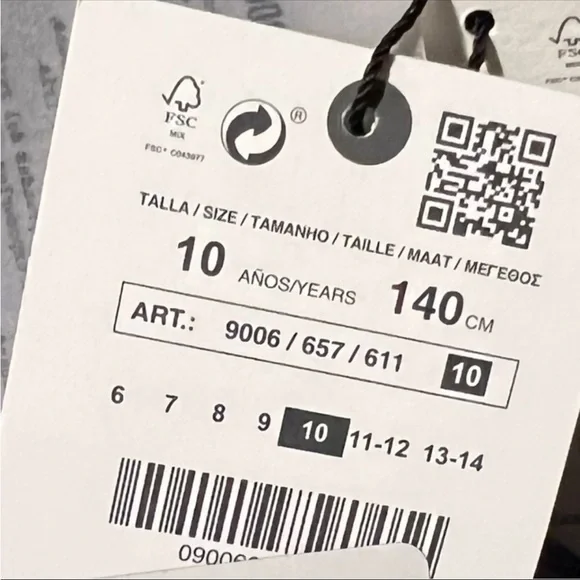 FSC
MIX
FSC® C043977
®
TALLA / SIZE / TAMANHO / TAILLE / MAAT / ΜΕΓΕΘΟΣ
10 AÑOS/YEARS 140 CM
ART.: 9006 / 657 / 611 10
6 7 8 9 10 11-12 13-14